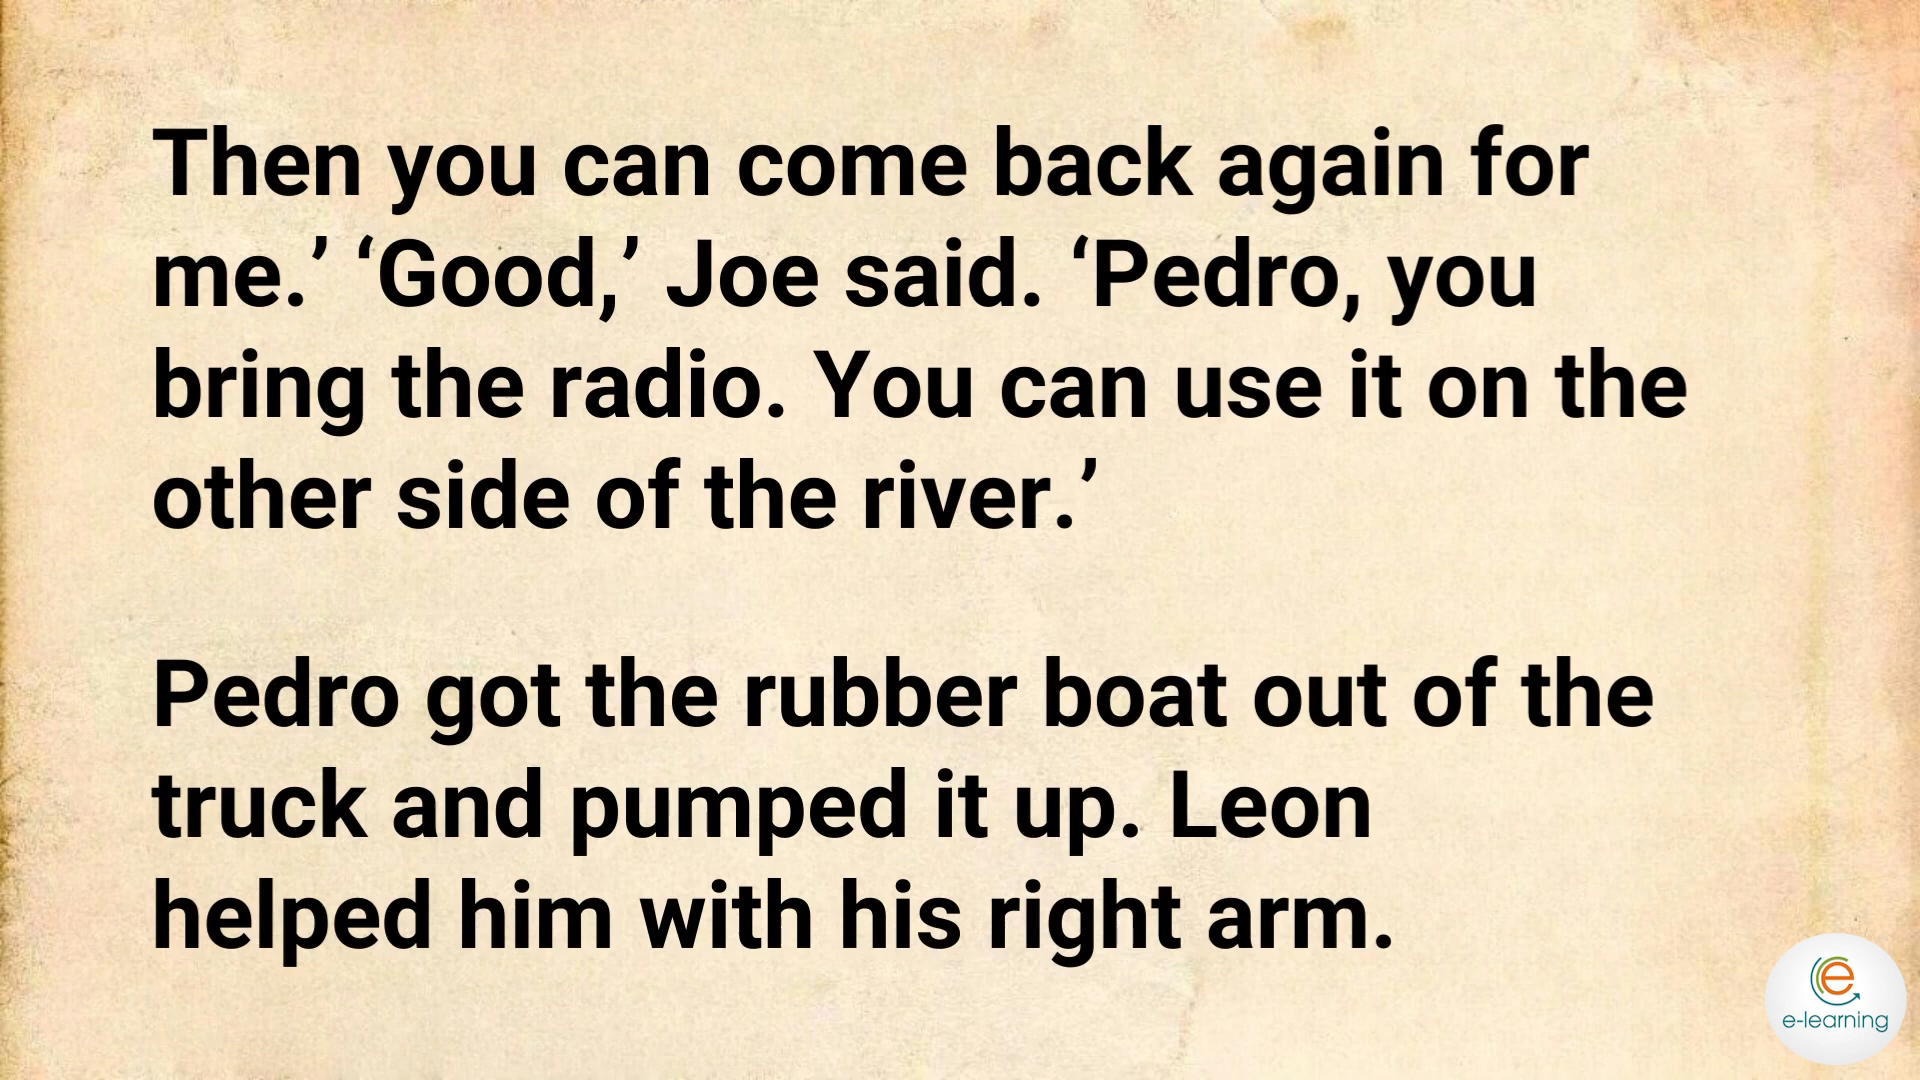 Then you can come back again for
me.’ ‘Good,’ Joe said. ‘Pedro, you
bring the radio. You can use it on the
other side of the river.’
Pedro got the rubber boat out of the
truck and pumped it up. Leon
helped him with his right arm.
e
e-learning